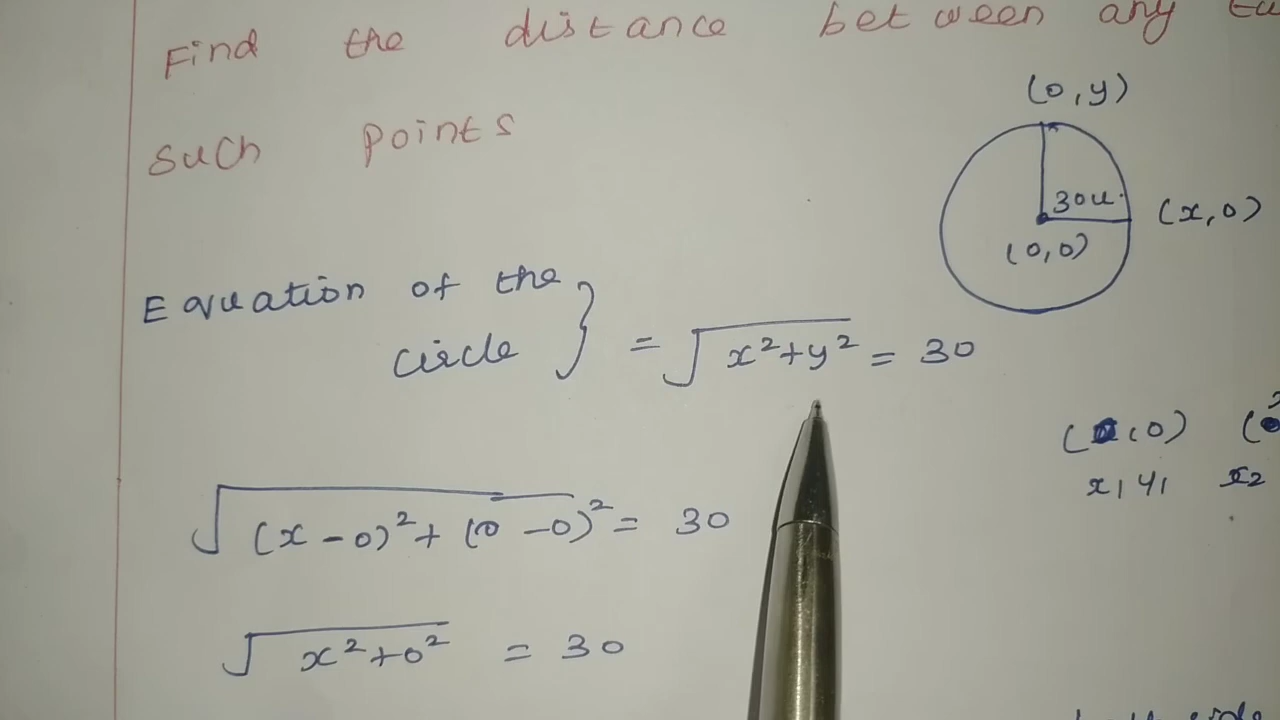 Find the distance between any
such points
(0,y)
30u.
(x,0)
(0,0)
Equation of the
circle } = √x²+y² = 30
( ,0) (
x₁ y₁ x₂
√(x-0)²+(0-0)² = 30
√x²+0² = 30